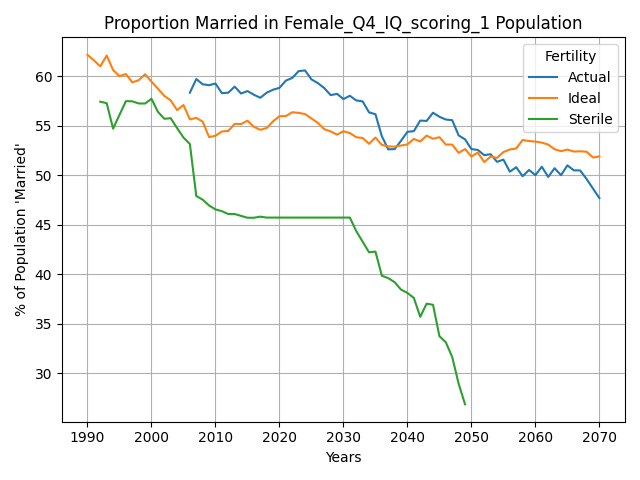 Proportion Married in Female_Q4_IQ_scoring_1 Population
% of Population 'Married'
60
55
50
45
40
35
30
Fertility
Actual
Ideal
Sterile
1990 2000 2010 2020 2030 2040 2050 2060 2070
Years